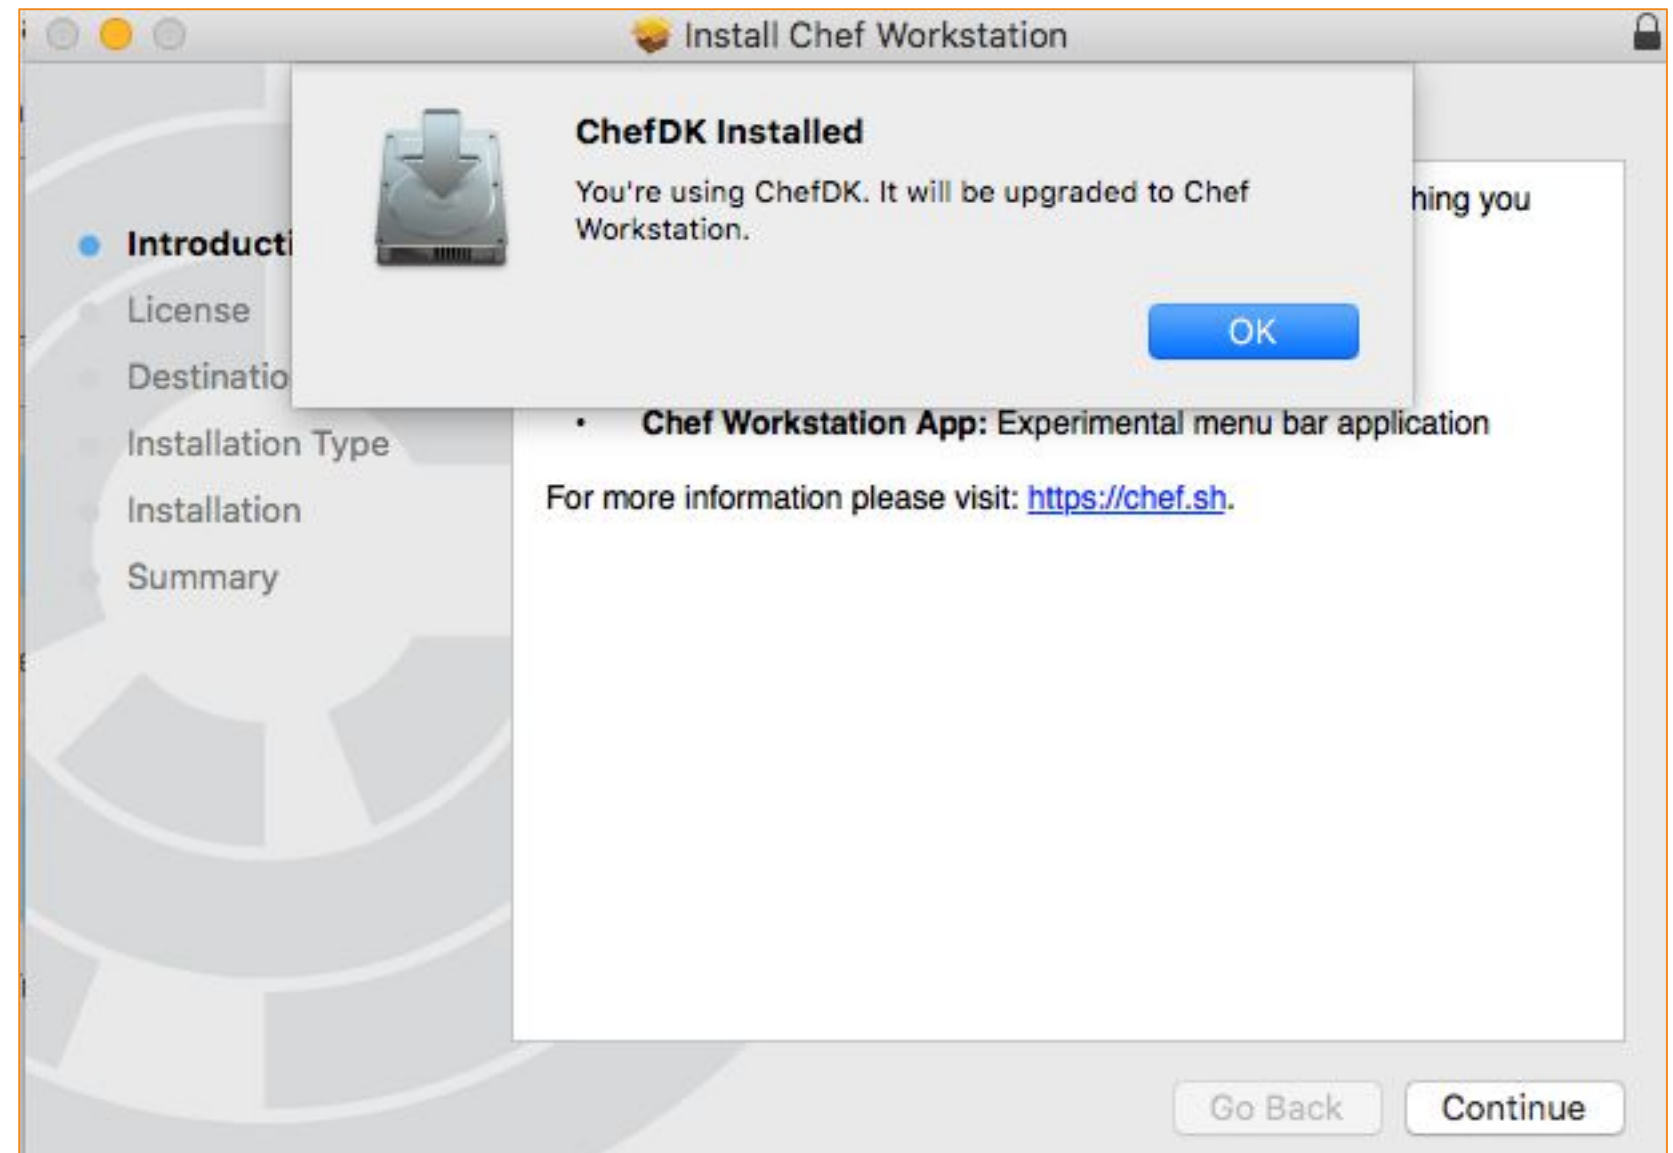 Install Chef Workstation
ChefDK Installed
You're using ChefDK. It will be upgraded to Chef
Workstation.
OK
hing you
Introducti
License
Destinatio
Installation Type
Installation
Summary
• Chef Workstation App: Experimental menu bar application
For more information please visit: https://chef.sh.
Go Back
Continue